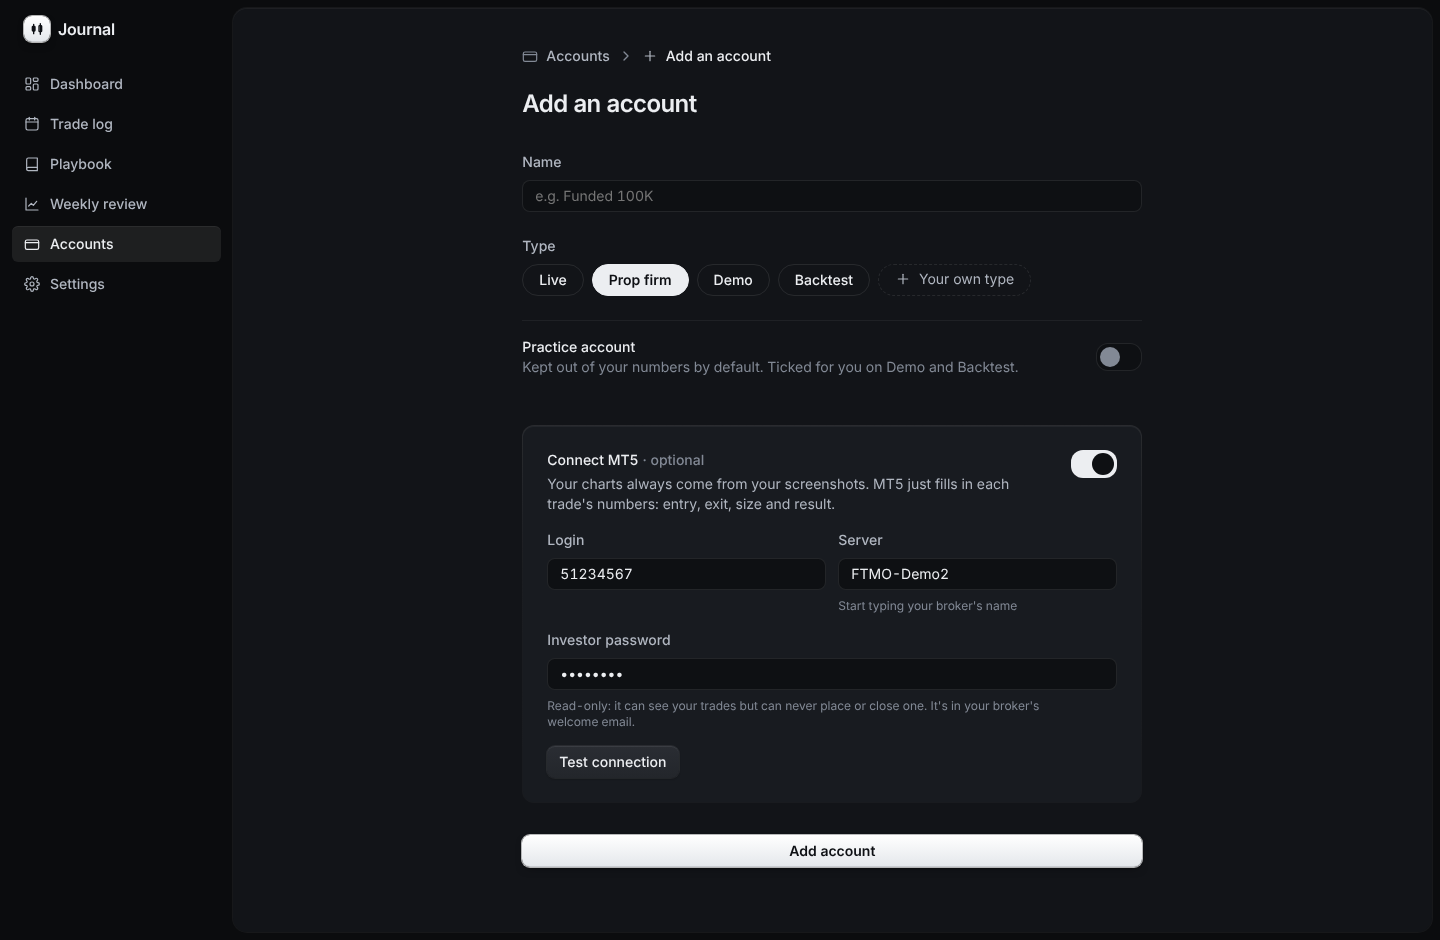 Journal
Dashboard
Trade log
Playbook
Weekly review
Accounts
Settings
Accounts
Add an account
Add an account
Name
e.g. Funded 100K
Type
Live
Prop firm
Demo
Backtest
+ Your own type
Practice account
Kept out of your numbers by default. Ticked for you on Demo and Backtest.
Connect MT5 · optional
Your charts always come from your screenshots. MT5 just fills in each
trade's numbers: entry, exit, size and result.
Login
Server
51234567
FTMO-Demo2
Start typing your broker's name
Investor password
••••••••
Read-only: it can see your trades but can never place or close one. It's in your broker's
welcome email.
Test connection
Add account